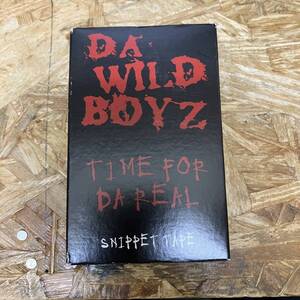 DA
WILD
BOYZ
TIME FOR
DA REAL
SNIPPET TAPE